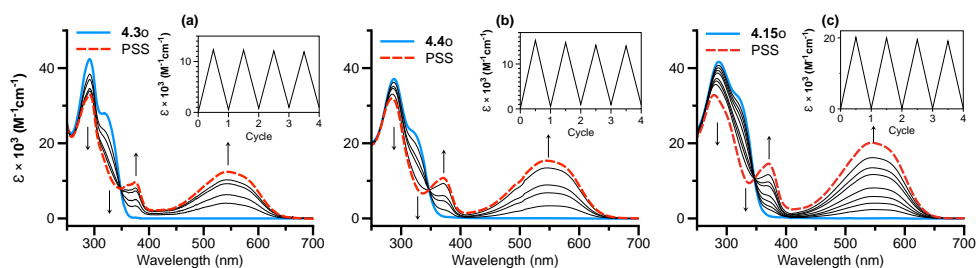 (a)
4.3o
PSS
ε × 10³ (M⁻¹cm⁻¹)
10
5
0
0 1 2 3 4
Cycle
40
20
0
ε × 10³ (M⁻¹cm⁻¹)
300 400 500 600 700
Wavelength (nm)
(b)
4.4o
PSS
ε × 10³ (M⁻¹cm⁻¹)
10
0
0 1 2 3 4
Cycle
40
20
0
300 400 500 600 700
Wavelength (nm)
(c)
4.15o
PSS
ε × 10³ (M⁻¹cm⁻¹)
20
10
0
0 1 2 3 4
Cycle
40
20
0
300 400 500 600 700
Wavelength (nm)